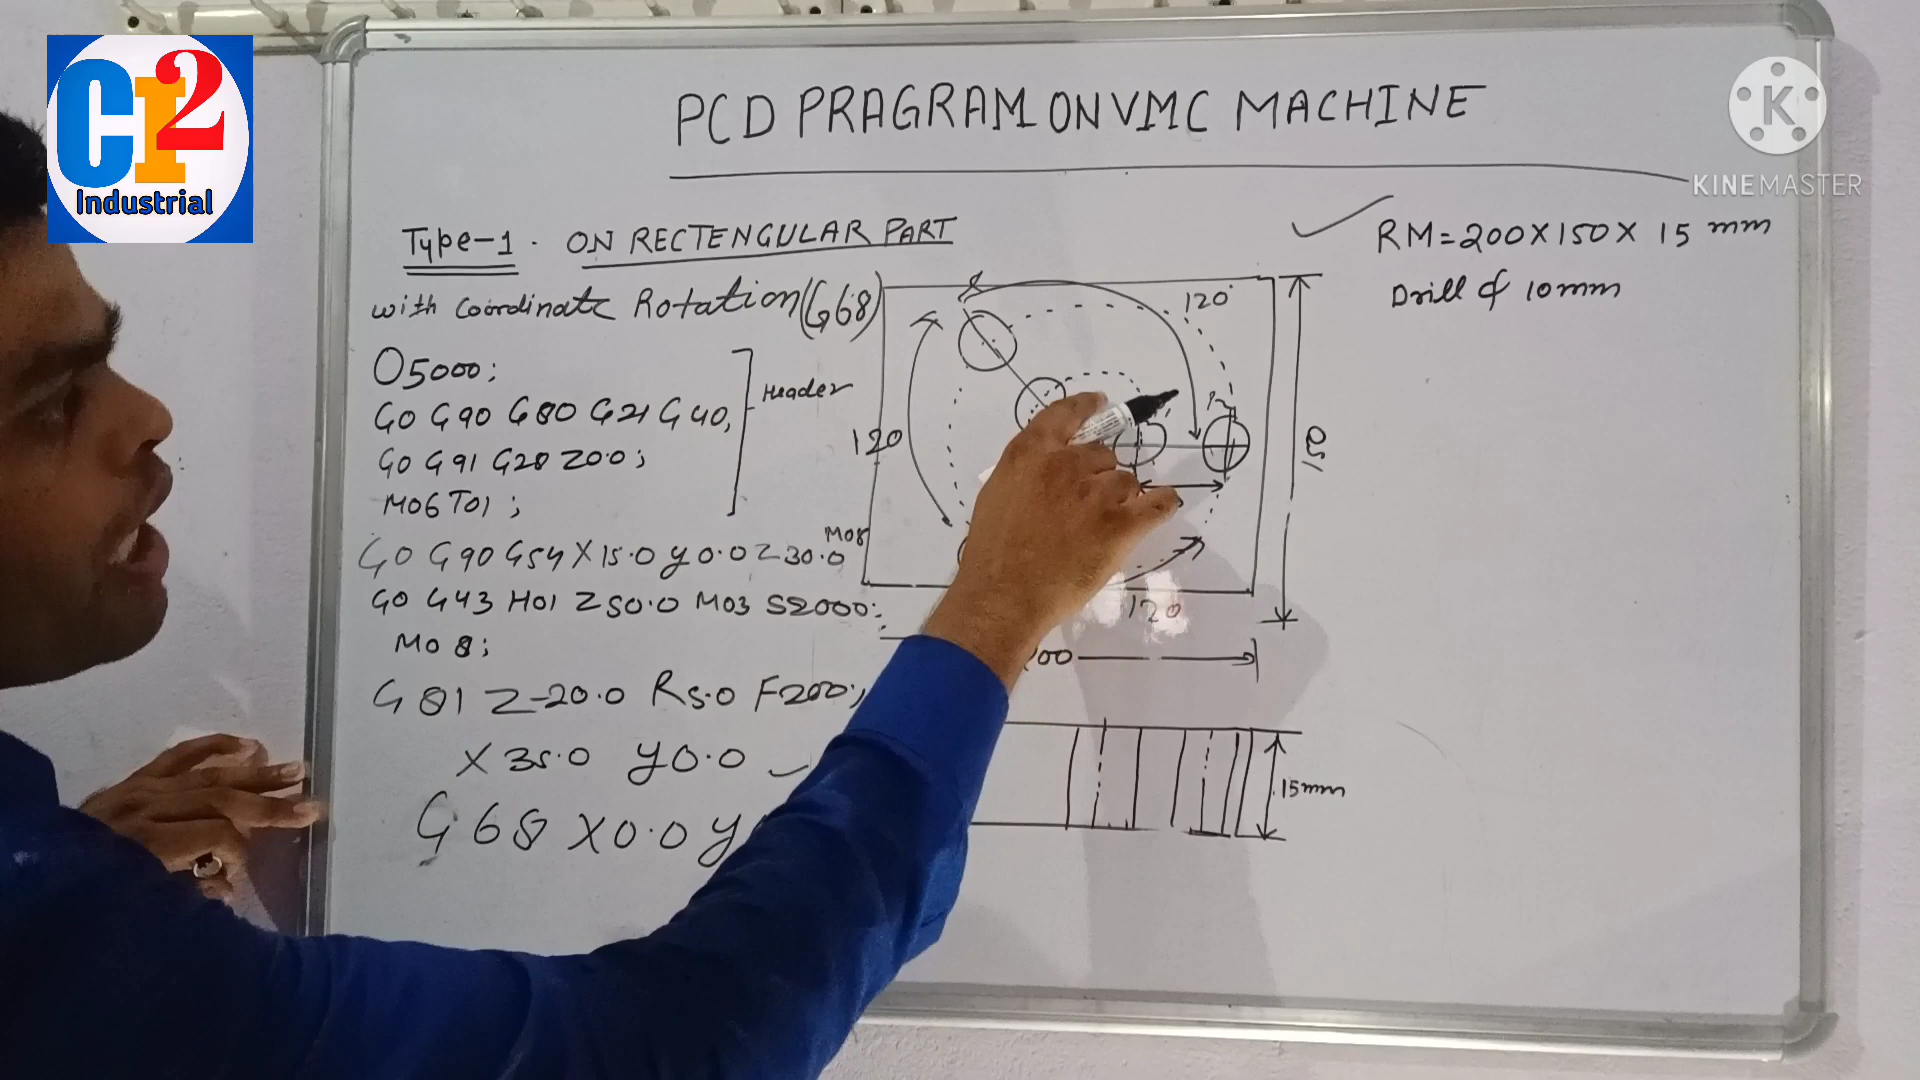 CI2
Industrial
PCD PRAGRAM ON VMC MACHINE
K
KINEMASTER
Type-1. ON RECTENGULAR PART
with Coordinate Rotation (G68)
RM=200X150X 15 mm
Drill ɸ 10mm
O5000;
G0 G90 G80 G21 G40,
G0 G91 G28 Z0.0;
M06 T01;
Header
G0 G90 G54 X15.0 y0.0 Z30.0
M08
G0 G43 H01 Z50.0 M03 S2000;
M08;
G81 Z-20.0 R5.0 F200;
X35.0 y0.0
G68 X0.0 y
120°
120
120
15mm